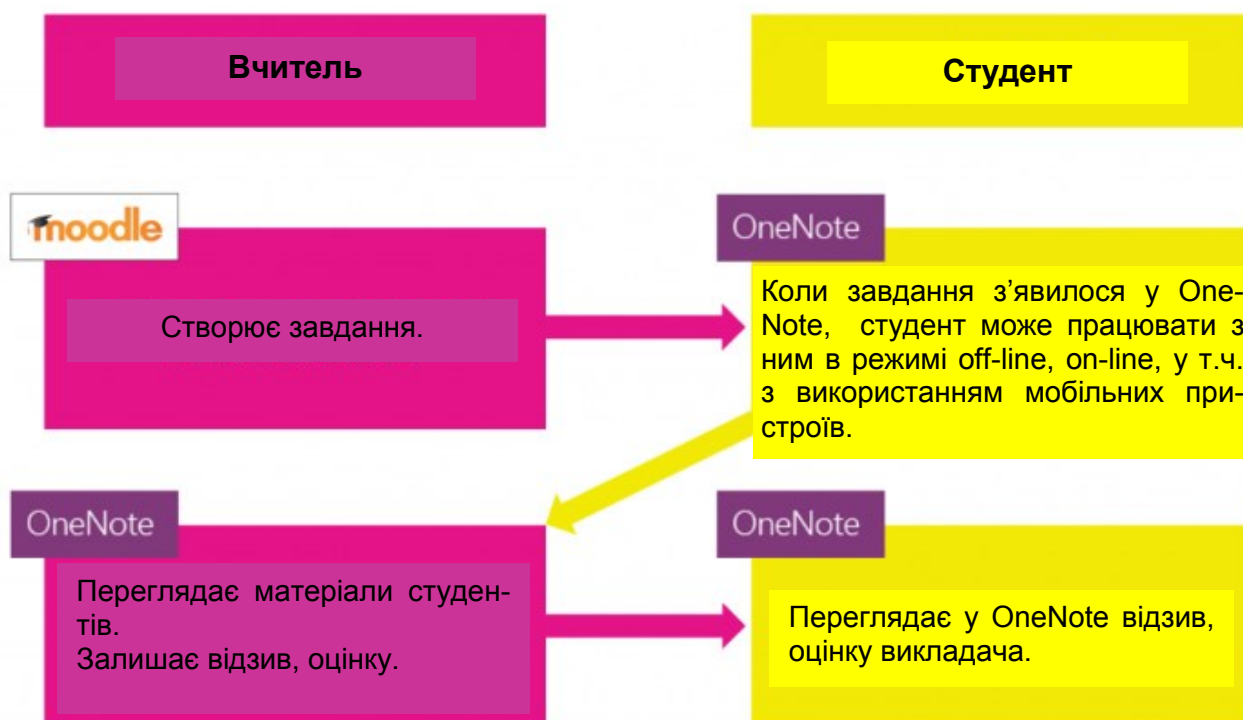 Вчитель
Студент
moodle
Створює завдання.
OneNote
Коли завдання з’явилося у One-
Note, студент може працювати з
ним в режимі off-line, on-line, у т.ч.
з використанням мобільних при-
строїв.
OneNote
Переглядає матеріали студен-
тів.
Залишає відзив, оцінку.
OneNote
Переглядає у OneNote відзив,
оцінку викладача.